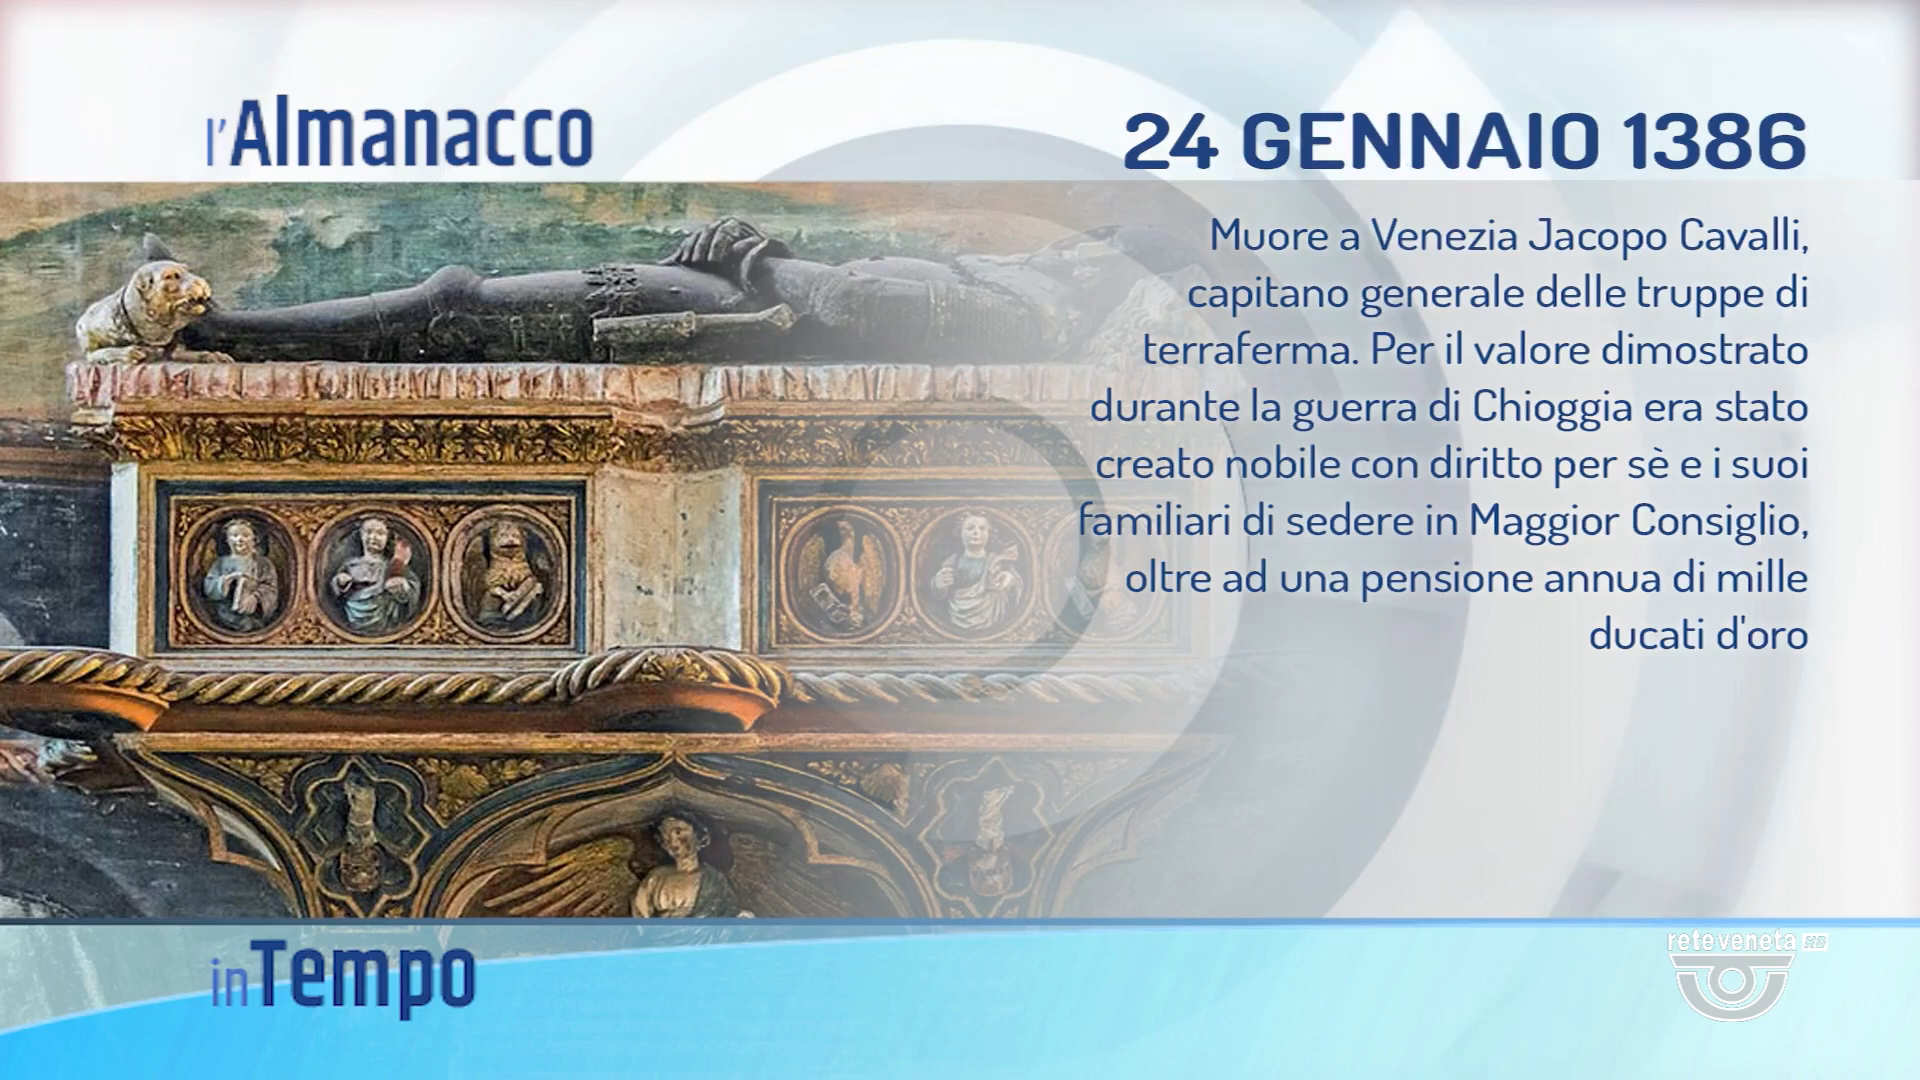 l'Almanacco
24 GENNAIO 1386
Muore a Venezia Jacopo Cavalli,
capitano generale delle truppe di
terraferma. Per il valore dimostrato
durante la guerra di Chioggia era stato
creato nobile con diritto per sè e i suoi
familiari di sedere in Maggior Consiglio,
oltre ad una pensione annua di mille
ducati d'oro
inTempo
reteveneta HD